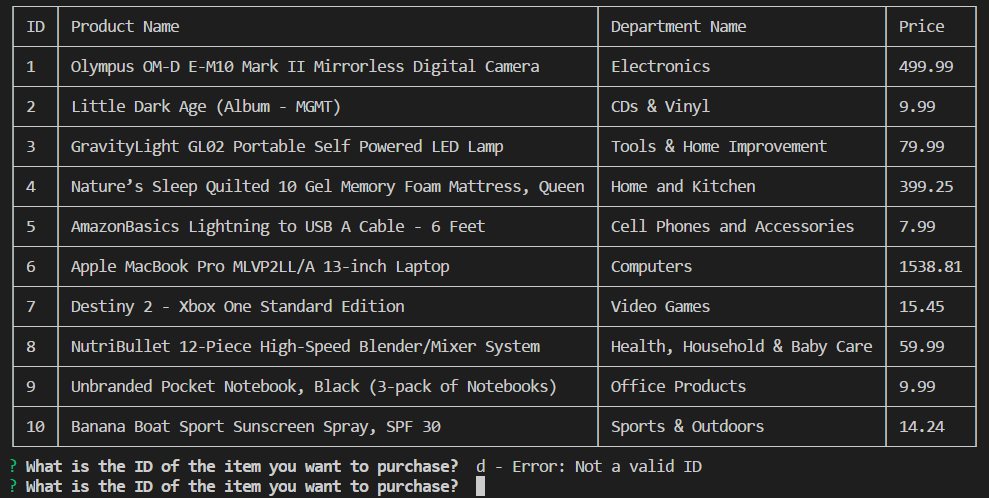 ID Product Name Department Name Price
1 Olympus OM-D E-M10 Mark II Mirrorless Digital Camera Electronics 499.99
2 Little Dark Age (Album - MGMT) CDs & Vinyl 9.99
3 GravityLight GL02 Portable Self Powered LED Lamp Tools & Home Improvement 79.99
4 Nature’s Sleep Quilted 10 Gel Memory Foam Mattress, Queen Home and Kitchen 399.25
5 AmazonBasics Lightning to USB A Cable - 6 Feet Cell Phones and Accessories 7.99
6 Apple MacBook Pro MLVP2LL/A 13-inch Laptop Computers 1538.81
7 Destiny 2 - Xbox One Standard Edition Video Games 15.45
8 NutriBullet 12-Piece High-Speed Blender/Mixer System Health, Household & Baby Care 59.99
9 Unbranded Pocket Notebook, Black (3-pack of Notebooks) Office Products 9.99
10 Banana Boat Sport Sunscreen Spray, SPF 30 Sports & Outdoors 14.24
? What is the ID of the item you want to purchase? d - Error: Not a valid ID
? What is the ID of the item you want to purchase?